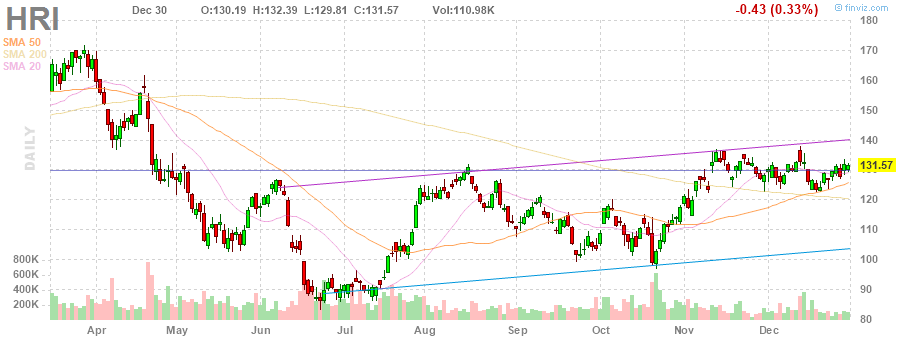 HRI
Dec 30 O:130.19 H:132.39 L:129.81 C:131.57 Vol:110.98K -0.43 (0.33%)
© finviz.com
SMA 50
SMA 200
SMA 20
DAILY
180
170
160
150
140
131.57
120
110
100
90
80
800K
600K
400K
200K
Apr May Jun Jul Aug Sep Oct Nov Dec